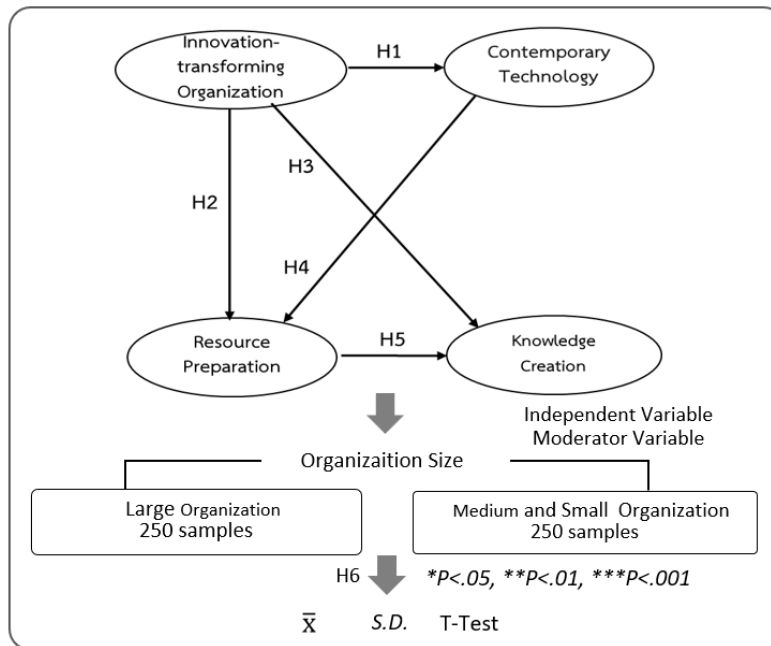 Innovation-
transforming
Organization
H1
Contemporary
Technology
H3
H2
H4
Resource
Preparation
H5
Knowledge
Creation
Independent Variable
Moderator Variable
Organizaition Size
Large Organization
250 samples
Medium and Small Organization
250 samples
H6
*P<.05, **P<.01, ***P<.001
x̄ S.D. T-Test